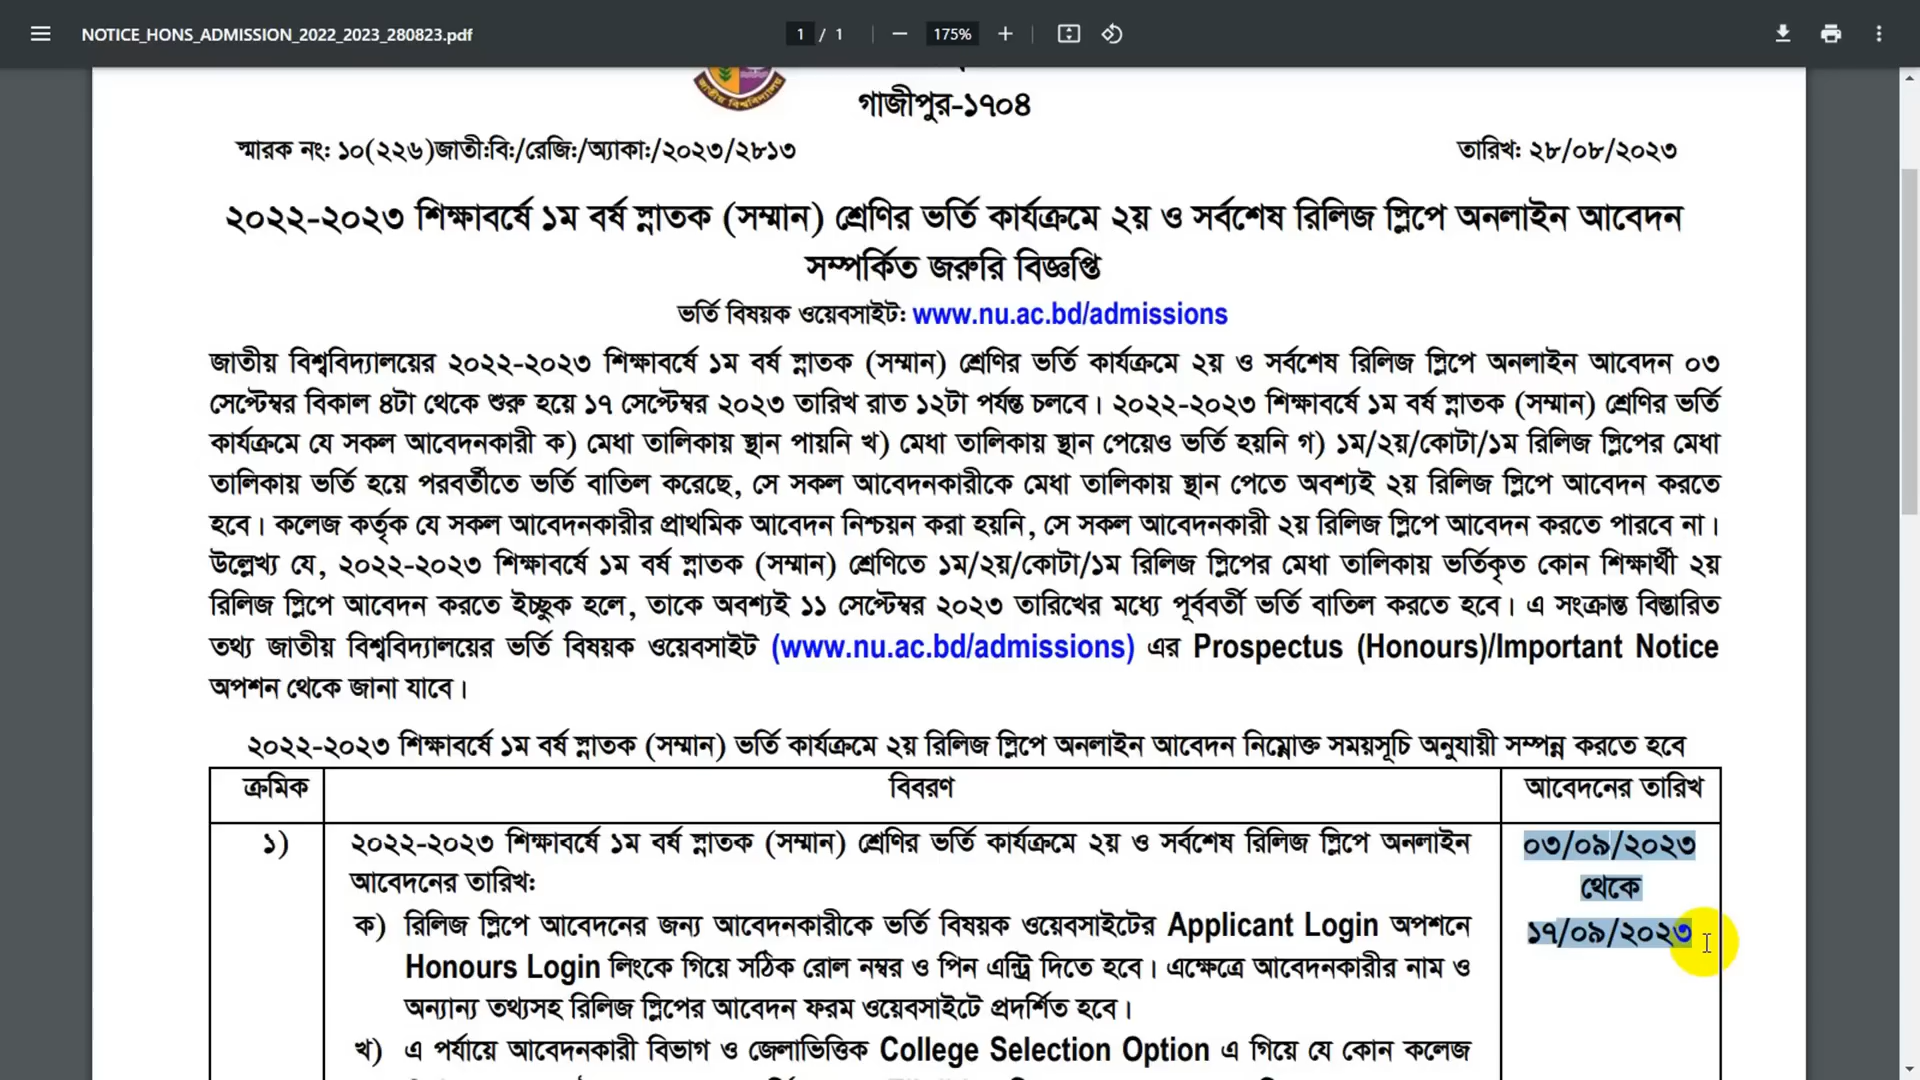 NOTICE_HONS_ADMISSION_2022_2023_280823.pdf
1 / 1
175%
জাতীয় বিশ্ববিদ্যালয়
গাজীপুর-১৭০৪
স্মারক নং: ১০(২২৬)জাতী:বি:/রেজি:/অ্যাকা:/২০২৩/২৮১৩
তারিখ: ২৮/০৮/২০২৩
২০২২-২০২৩ শিক্ষাবর্ষে ১ম বর্ষ স্নাতক (সম্মান) শ্রেণির ভর্তি কার্যক্রমে ২য় ও সর্বশেষ রিলিজ স্লিপে অনলাইন আবেদন
সম্পর্কিত জরুরি বিজ্ঞপ্তি
ভর্তি বিষয়ক ওয়েবসাইট: www.nu.ac.bd/admissions
জাতীয় বিশ্ববিদ্যালয়ের ২০২২-২০২৩ শিক্ষাবর্ষে ১ম বর্ষ স্নাতক (সম্মান) শ্রেণির ভর্তি কার্যক্রমে ২য় ও সর্বশেষ রিলিজ স্লিপে অনলাইন আবেদন ০৩
সেপ্টেম্বর বিকাল ৪টা থেকে শুরু হয়ে ১৭ সেপ্টেম্বর ২০২৩ তারিখ রাত ১২টা পর্যন্ত চলবে। ২০২২-২০২৩ শিক্ষাবর্ষে ১ম বর্ষ স্নাতক (সম্মান) শ্রেণির ভর্তি
কার্যক্রমে যে সকল আবেদনকারী ক) মেধা তালিকায় স্থান পায়নি খ) মেধা তালিকায় স্থান পেয়েও ভর্তি হয়নি গ) ১ম/২য়/কোটা/১ম রিলিজ স্লিপের মেধা
তালিকায় ভর্তি হয়ে পরবর্তীতে ভর্তি বাতিল করেছে, সে সকল আবেদনকারীকে মেধা তালিকায় স্থান পেতে অবশ্যই ২য় রিলিজ স্লিপে আবেদন করতে
হবে। কলেজ কর্তৃক যে সকল আবেদনকারীর প্রাথমিক আবেদন নিশ্চয়ন করা হয়নি, সে সকল আবেদনকারী ২য় রিলিজ স্লিপে আবেদন করতে পারবে না।
উল্লেখ্য যে, ২০২২-২০২৩ শিক্ষাবর্ষে ১ম বর্ষ স্নাতক (সম্মান) শ্রেণিতে ১ম/২য়/কোটা/১ম রিলিজ স্লিপের মেধা তালিকায় ভর্তিকৃত কোন শিক্ষার্থী ২য়
রিলিজ স্লিপে আবেদন করতে ইচ্ছুক হলে, তাকে অবশ্যই ১১ সেপ্টেম্বর ২০২৩ তারিখের মধ্যে পূর্ববর্তী ভর্তি বাতিল করতে হবে। এ সংক্রান্ত বিস্তারিত
তথ্য জাতীয় বিশ্ববিদ্যালয়ের ভর্তি বিষয়ক ওয়েবসাইট (www.nu.ac.bd/admissions) এর Prospectus (Honours)/Important Notice
অপশন থেকে জানা যাবে।
২০২২-২০২৩ শিক্ষাবর্ষে ১ম বর্ষ স্নাতক (সম্মান) ভর্তি কার্যক্রমে ২য় রিলিজ স্লিপে অনলাইন আবেদন নিম্নোক্ত সময়সূচি অনুযায়ী সম্পন্ন করতে হবে
ক্রমিক
বিবরণ
আবেদনের তারিখ
১)
২০২২-২০২৩ শিক্ষাবর্ষে ১ম বর্ষ স্নাতক (সম্মান) শ্রেণির ভর্তি কার্যক্রমে ২য় ও সর্বশেষ রিলিজ স্লিপে অনলাইন
আবেদনের তারিখ:
ক) রিলিজ স্লিপে আবেদনের জন্য আবেদনকারীকে ভর্তি বিষয়ক ওয়েবসাইটের Applicant Login অপশনে
Honours Login লিংকে গিয়ে সঠিক রোল নম্বর ও পিন এন্ট্রি দিতে হবে। এক্ষেত্রে আবেদনকারীর নাম ও
অন্যান্য তথ্যসহ রিলিজ স্লিপের আবেদন ফরম ওয়েবসাইটে প্রদর্শিত হবে।
খ) এ পর্যায়ে আবেদনকারী বিভাগ ও জেলাভিত্তিক College Selection Option এ গিয়ে যে কোন কলেজ
০৩/০৯/২০২৩
থেকে
১৭/০৯/২০২৩